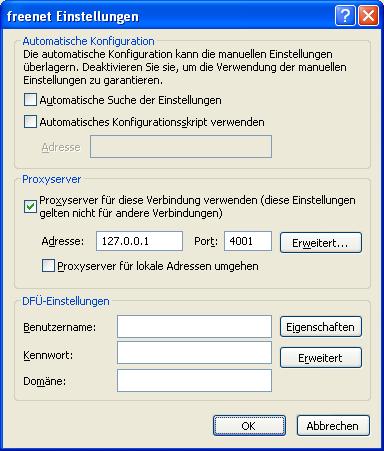 freenet Einstellungen
Automatische Konfiguration
Die automatische Konfiguration kann die manuellen Einstellungen
überlagern. Deaktivieren Sie sie, um die Verwendung der manuellen
Einstellungen zu garantieren.
Automatische Suche der Einstellungen
Automatisches Konfigurationsskript verwenden
Adresse
Proxyserver
Proxyserver für diese Verbindung verwenden (diese Einstellungen
gelten nicht für andere Verbindungen)
Adresse: 127.0.0.1 Port: 4001 Erweitert...
Proxyserver für lokale Adressen umgehen
DFÜ-Einstellungen
Benutzername: Eigenschaften
Kennwort: Erweitert
Domäne:
OK Abbrechen